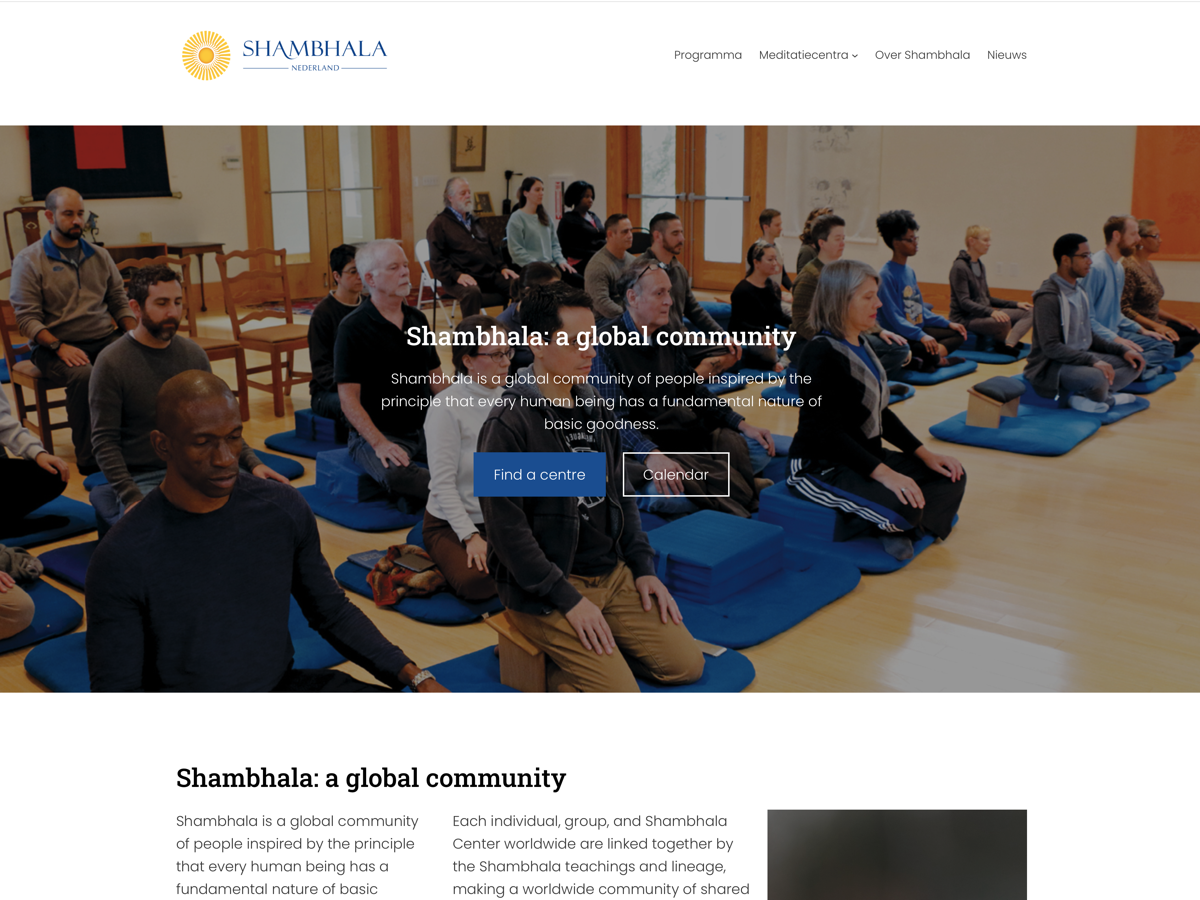 SHAMBHALA
NEDERLAND
Programma Meditatiecentra Over Shambhala Nieuws
Shambhala: a global community
Shambhala is a global community of people inspired by the
principle that every human being has a fundamental nature of
basic goodness.
Find a centre Calendar
Shambhala: a global community
Shambhala is a global community
of people inspired by the principle
that every human being has a
fundamental nature of basic
Each individual, group, and Shambhala
Center worldwide are linked together by
the Shambhala teachings and lineage,
making a worldwide community of shared